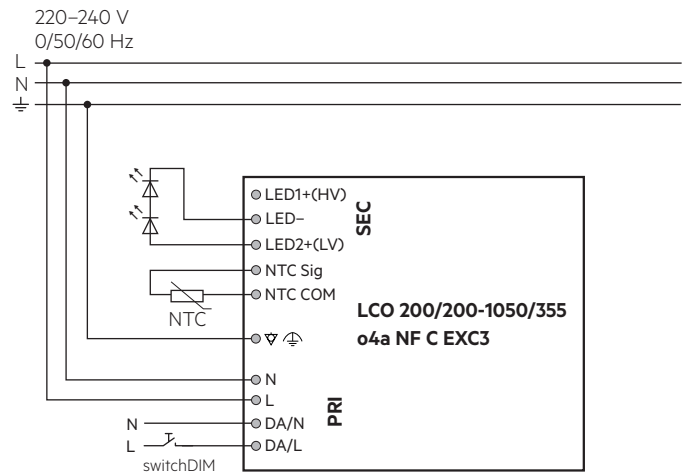 220–240 V
0/50/60 Hz
L
N
LED1+(HV)
LED–
LED2+(LV)
SEC
NTC Sig
NTC COM
NTC
LCO 200/200-1050/355
o4a NF C EXC3
N
L
PRI
N
DA/N
L
DA/L
switchDIM